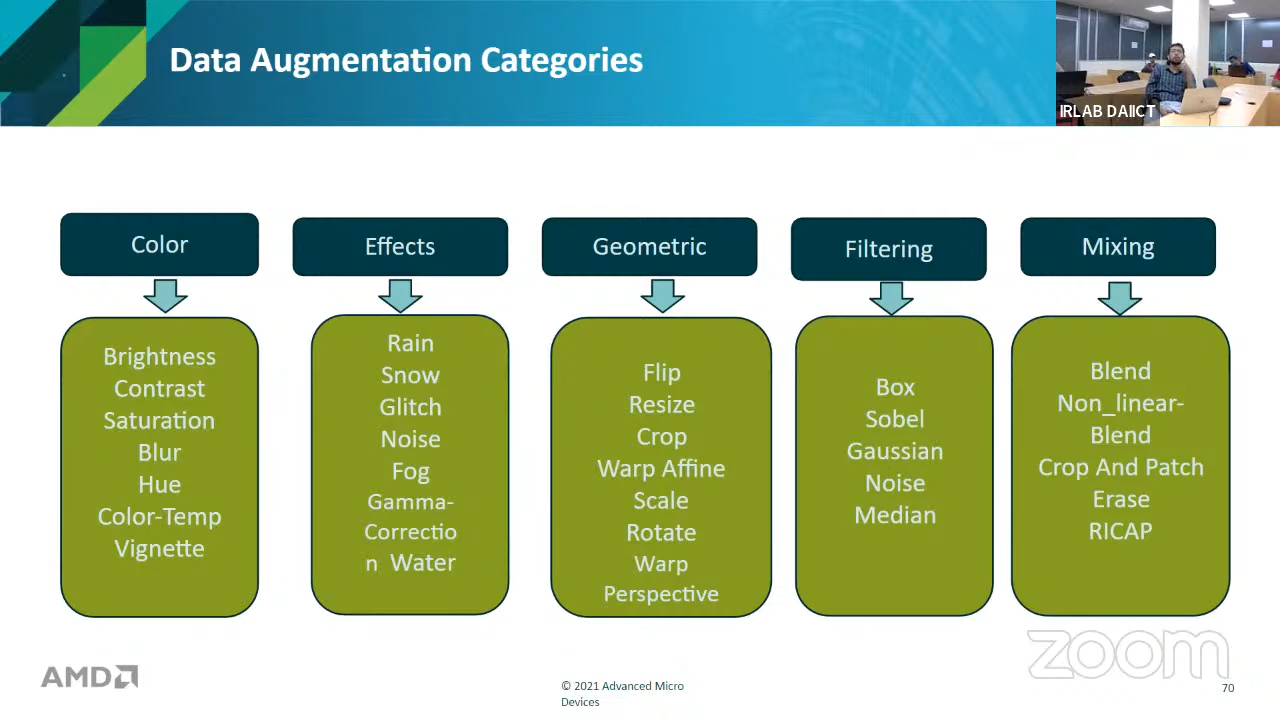 Data Augmentation Categories
IRLAB DAIICT
Color
Brightness
Contrast
Saturation
Blur
Hue
Color-Temp
Vignette
Effects
Rain
Snow
Glitch
Noise
Fog
Gamma-
Correctio
n Water
Geometric
Flip
Resize
Crop
Warp Affine
Scale
Rotate
Warp
Perspective
Filtering
Box
Sobel
Gaussian
Noise
Median
Mixing
Blend
Non_linear-
Blend
Crop And Patch
Erase
RICAP
zoom
AMD
© 2021 Advanced Micro
Devices
70